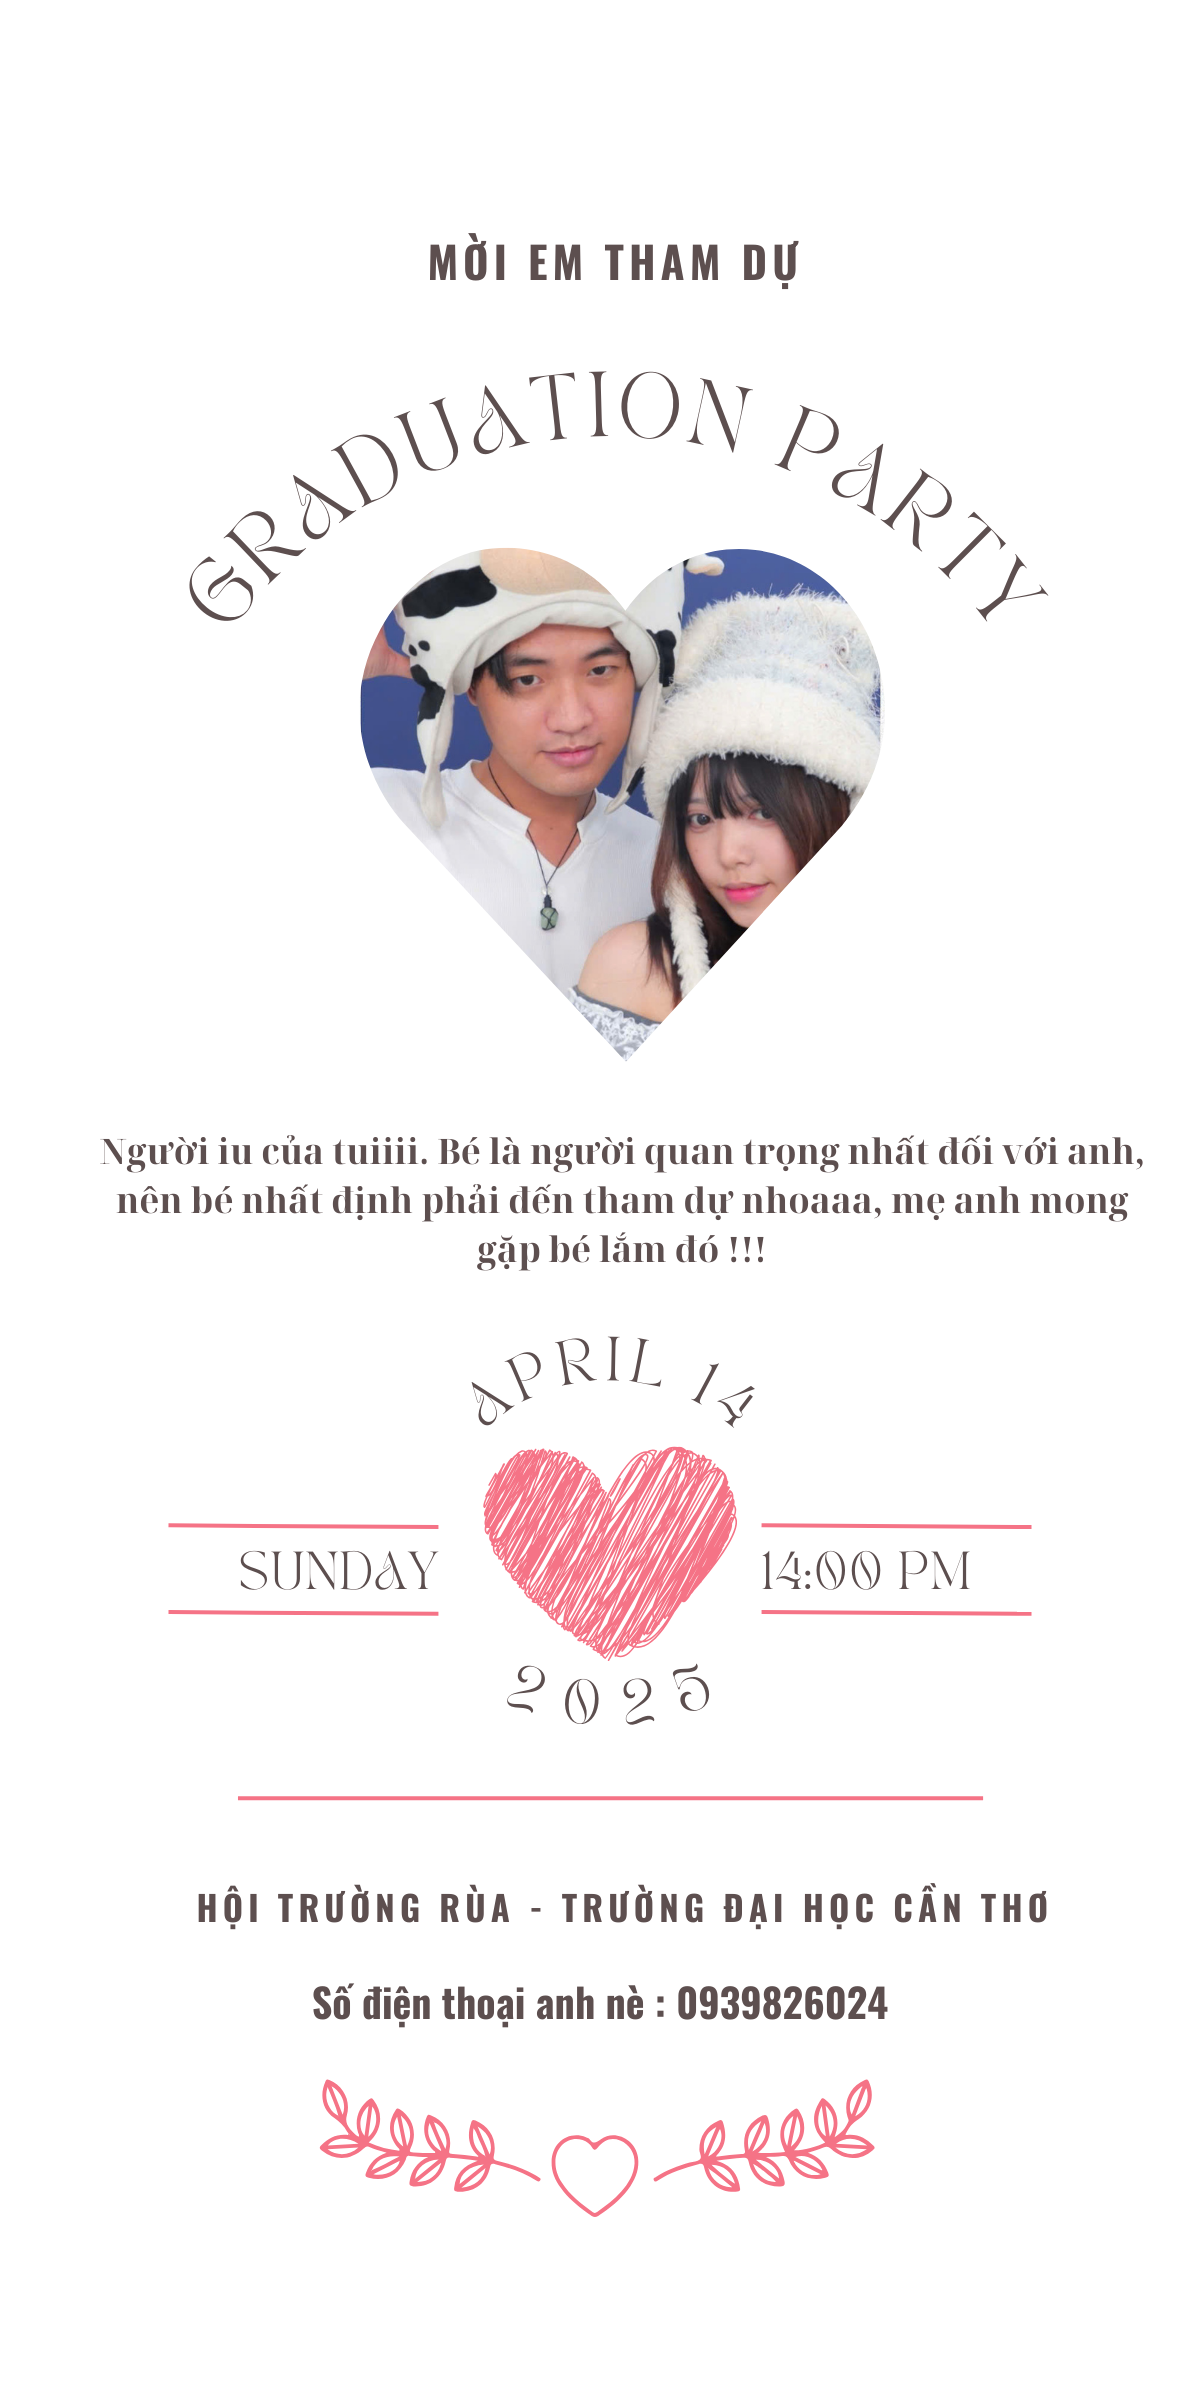 MỜI EM THAM DỰ
GRADUATION PARTY
Người iu của tuiiii. Bé là người quan trọng nhất đối với anh,
nên bé nhất định phải đến tham dự nhoaaa, mẹ anh mong
gặp bé lắm đó !!!
APRIL 14
SUNDAY
14:00 PM
2025
HỘI TRƯỜNG RÙA - TRƯỜNG ĐẠI HỌC CẦN THƠ
Số điện thoại anh nè : 0939826024